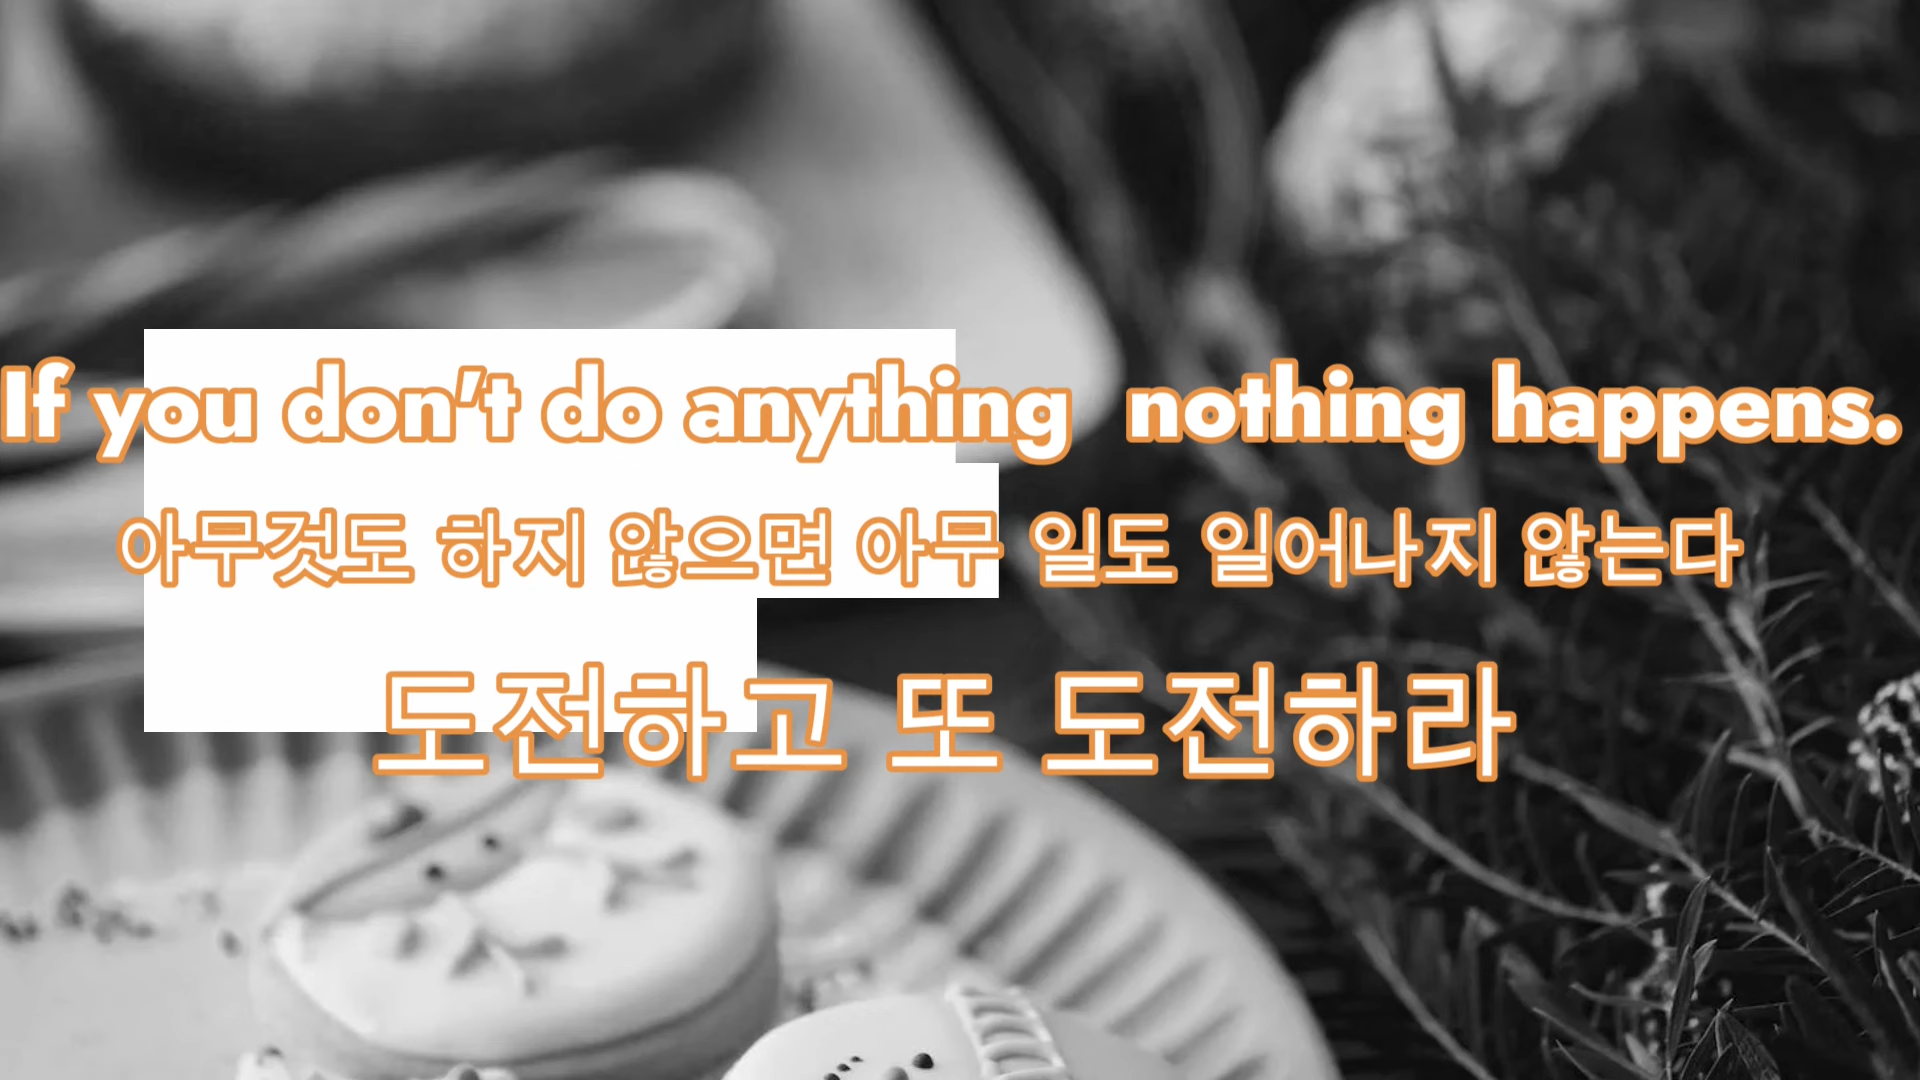 If you don't do anything  nothing happens.
아무것도 하지 않으면 아무 일도 일어나지 않는다
도전하고 또 도전하라